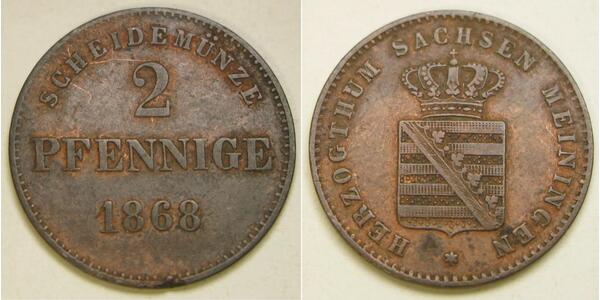 SCHEIDEMÜNZE
2
PFENNIGE
1868
HERZOGTHUM SACHSEN MEININGEN
*